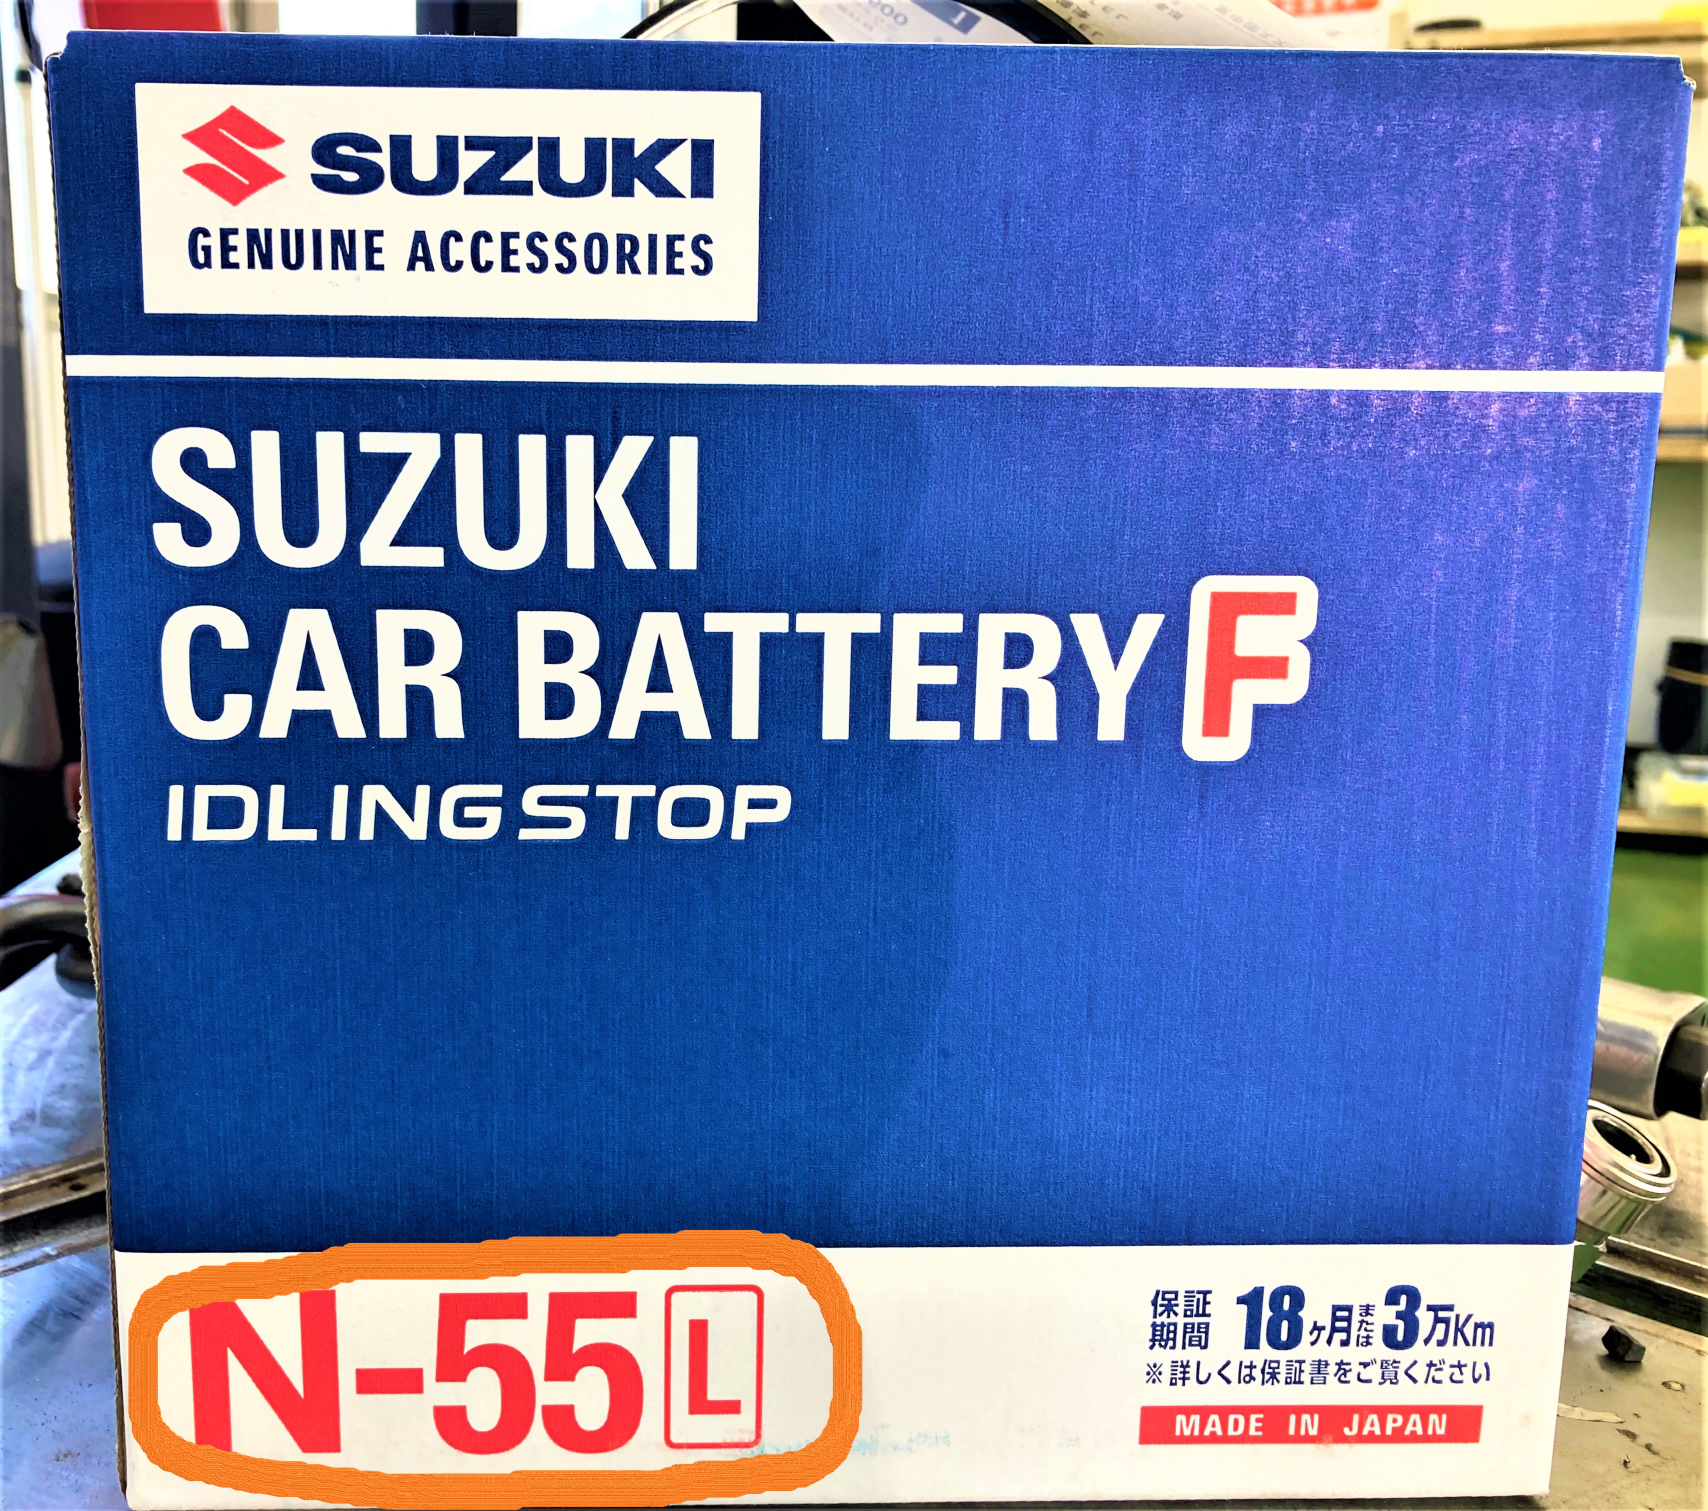 SUZUKI
GENUINE ACCESSORIES
SUZUKI
CAR BATTERY F
IDLING STOP
N-55 L
保証期間 18ヶ月または3万Km
※詳しくは保証書をご覧ください
MADE IN JAPAN